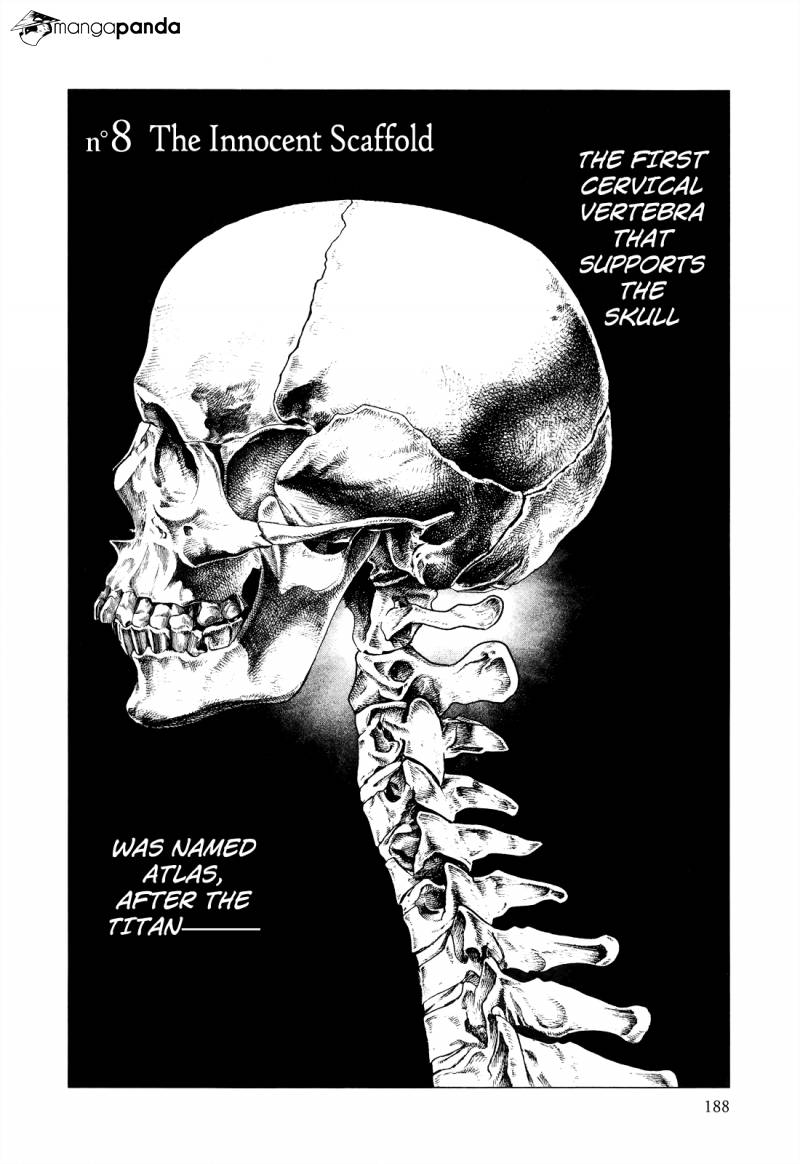 mangapanda
n°8 The Innocent Scaffold
THE FIRST
CERVICAL
VERTEBRA
THAT
SUPPORTS
THE
SKULL
WAS NAMED
ATLAS,
AFTER THE
TITAN———
188